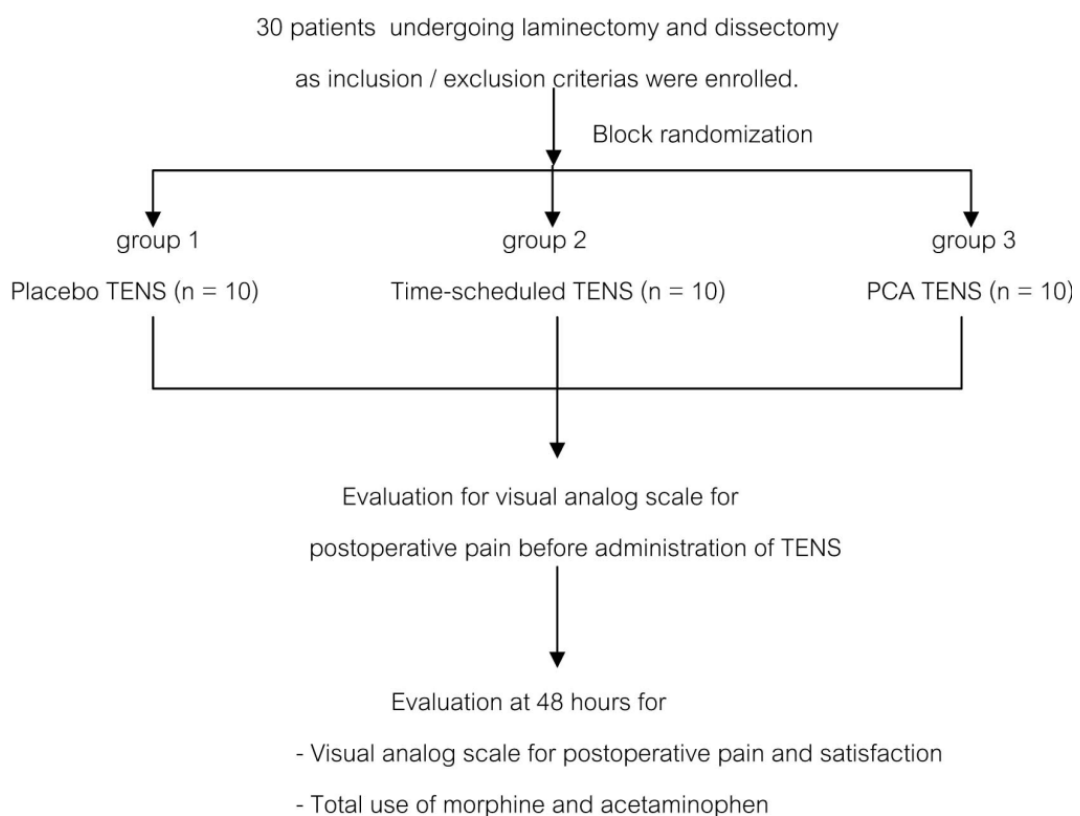 30 patients undergoing laminectomy and dissectomy
as inclusion / exclusion criterias were enrolled.
Block randomization
group 1
Placebo TENS (n = 10)
group 2
Time-scheduled TENS (n = 10)
group 3
PCA TENS (n = 10)
Evaluation for visual analog scale for
postoperative pain before administration of TENS
Evaluation at 48 hours for
- Visual analog scale for postoperative pain and satisfaction
- Total use of morphine and acetaminophen